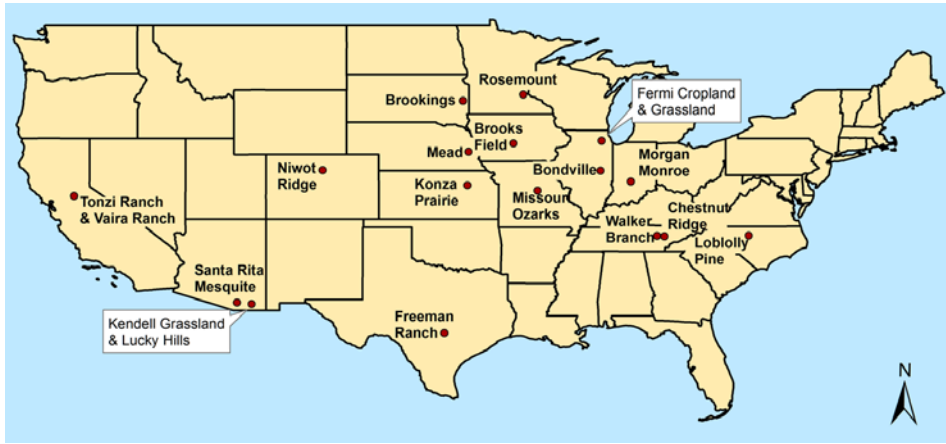 Rosemount
Fermi Cropland
& Grassland
Brookings
Brooks
Field
Mead
Niwot
Ridge
Bondville
Morgan
Monroe
Konza
Prairie
Tonzi Ranch
& Vaira Ranch
Missouri
Ozarks
Walker
Branch
Chestnut
Ridge
Loblolly
Pine
Santa Rita
Mesquite
Kendell Grassland
& Lucky Hills
Freeman
Ranch
N